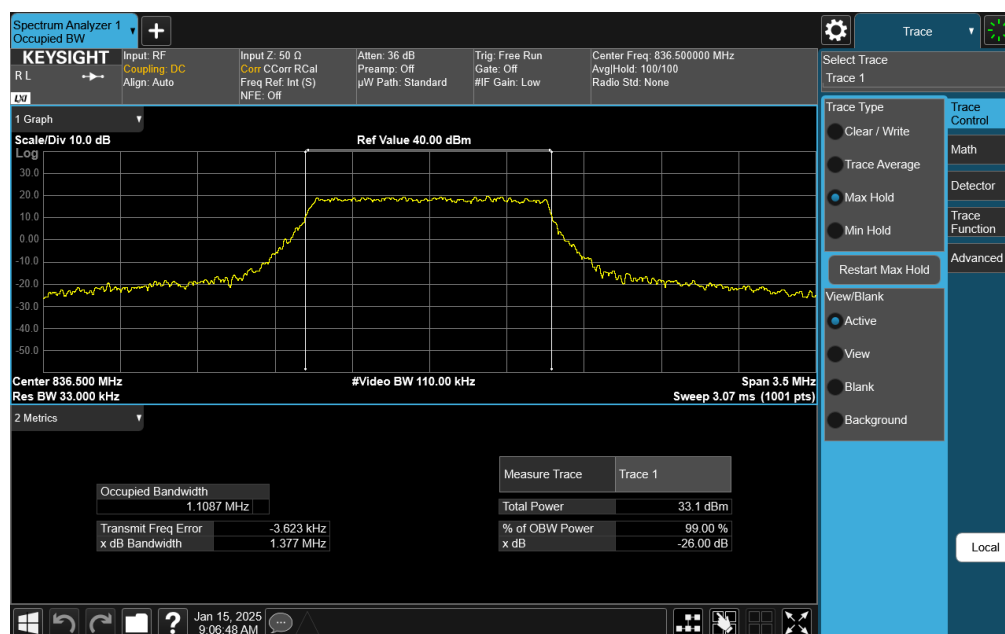 Spectrum Analyzer 1
Occupied BW
Trace
KEYSIGHT
R L
LXI
Input: RF
Coupling: DC
Align: Auto
Input Z: 50 Ω
Corr CCorr RCal
Freq Ref: Int (S)
NFE: Off
Atten: 36 dB
Preamp: Off
µW Path: Standard
Trig: Free Run
Gate: Off
#IF Gain: Low
Center Freq: 836.500000 MHz
Avg|Hold: 100/100
Radio Std: None
Select Trace
Trace 1
1 Graph
Scale/Div 10.0 dB
Ref Value 40.00 dBm
Log
30.0
20.0
10.0
0.00
-10.0
-20.0
-30.0
-40.0
-50.0
Center 836.500 MHz
#Video BW 110.00 kHz
Span 3.5 MHz
Res BW 33.000 kHz
Sweep 3.07 ms (1001 pts)
Trace Type
Clear / Write
Trace Average
Max Hold
Min Hold
Restart Max Hold
View/Blank
Active
View
Blank
Background
Trace
Control
Math
Detector
Trace
Function
Advanced
Local
2 Metrics
Occupied Bandwidth
1.1087 MHz
Transmit Freq Error -3.623 kHz
x dB Bandwidth 1.377 MHz
Measure Trace Trace 1
Total Power 33.1 dBm
% of OBW Power 99.00 %
x dB -26.00 dB
?
Jan 15, 2025
9:06:48 AM